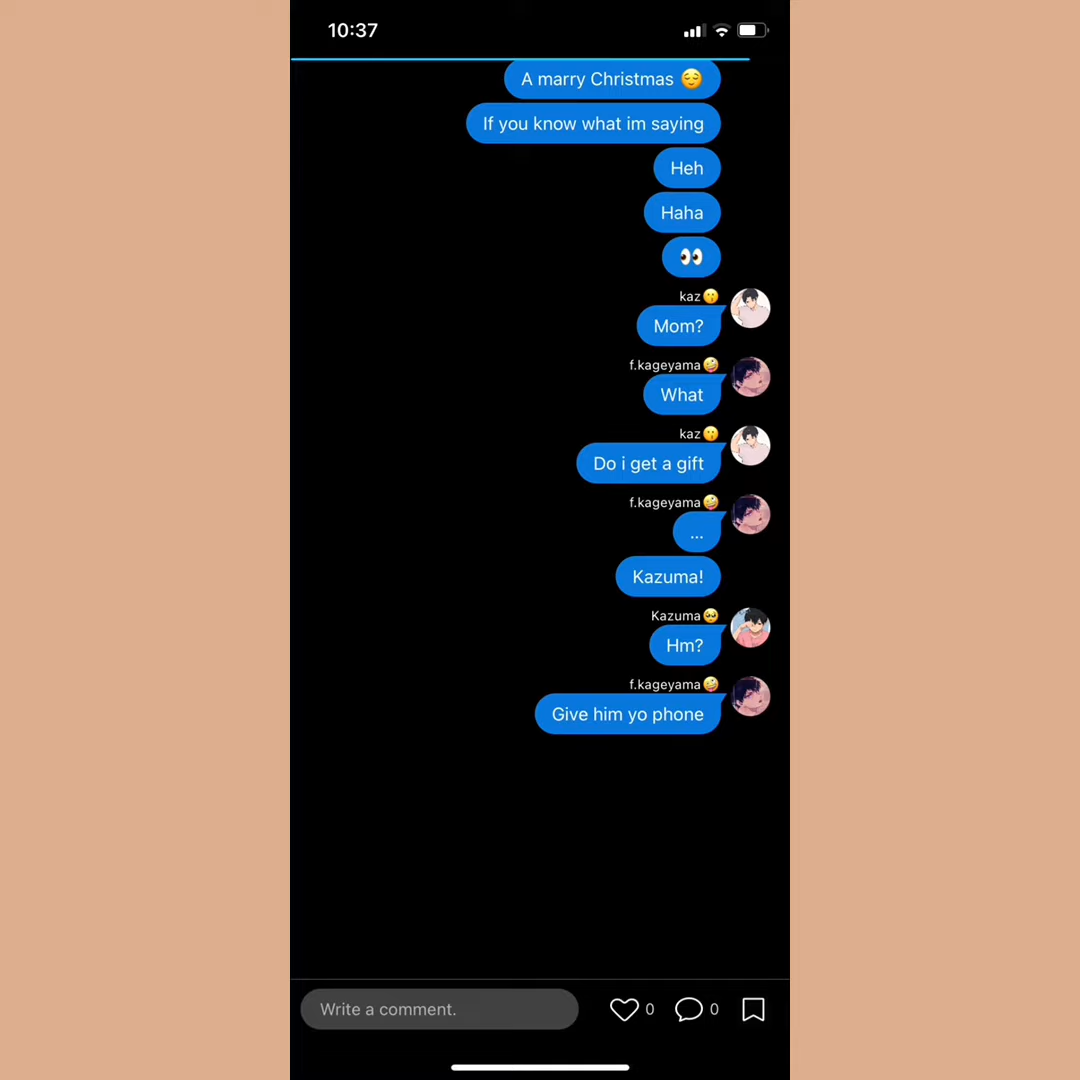 10:37
A marry Christmas 😌
If you know what im saying
Heh
Haha
👀
kaz😗
Mom?
f.kageyama🤪
What
kaz😗
Do i get a gift
f.kageyama🤪
...
Kazuma!
Kazuma🥺
Hm?
f.kageyama🤪
Give him yo phone
Write a comment.
0
0